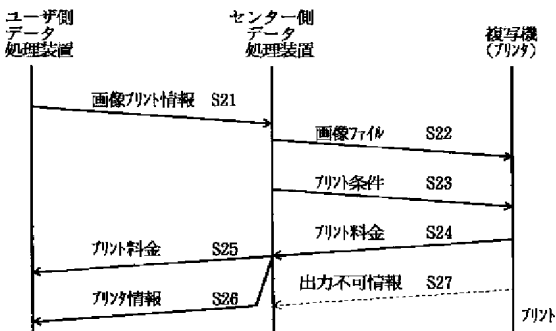 ユーザ側
データ
処理装置
センター側
データ
処理装置
複写機
(プリンタ)
画像プリント情報 S21
画像ファイル S22
プリント条件 S23
プリント料金 S24
プリント料金 S25
出力不可情報 S27
プリンタ情報 S26
プリント